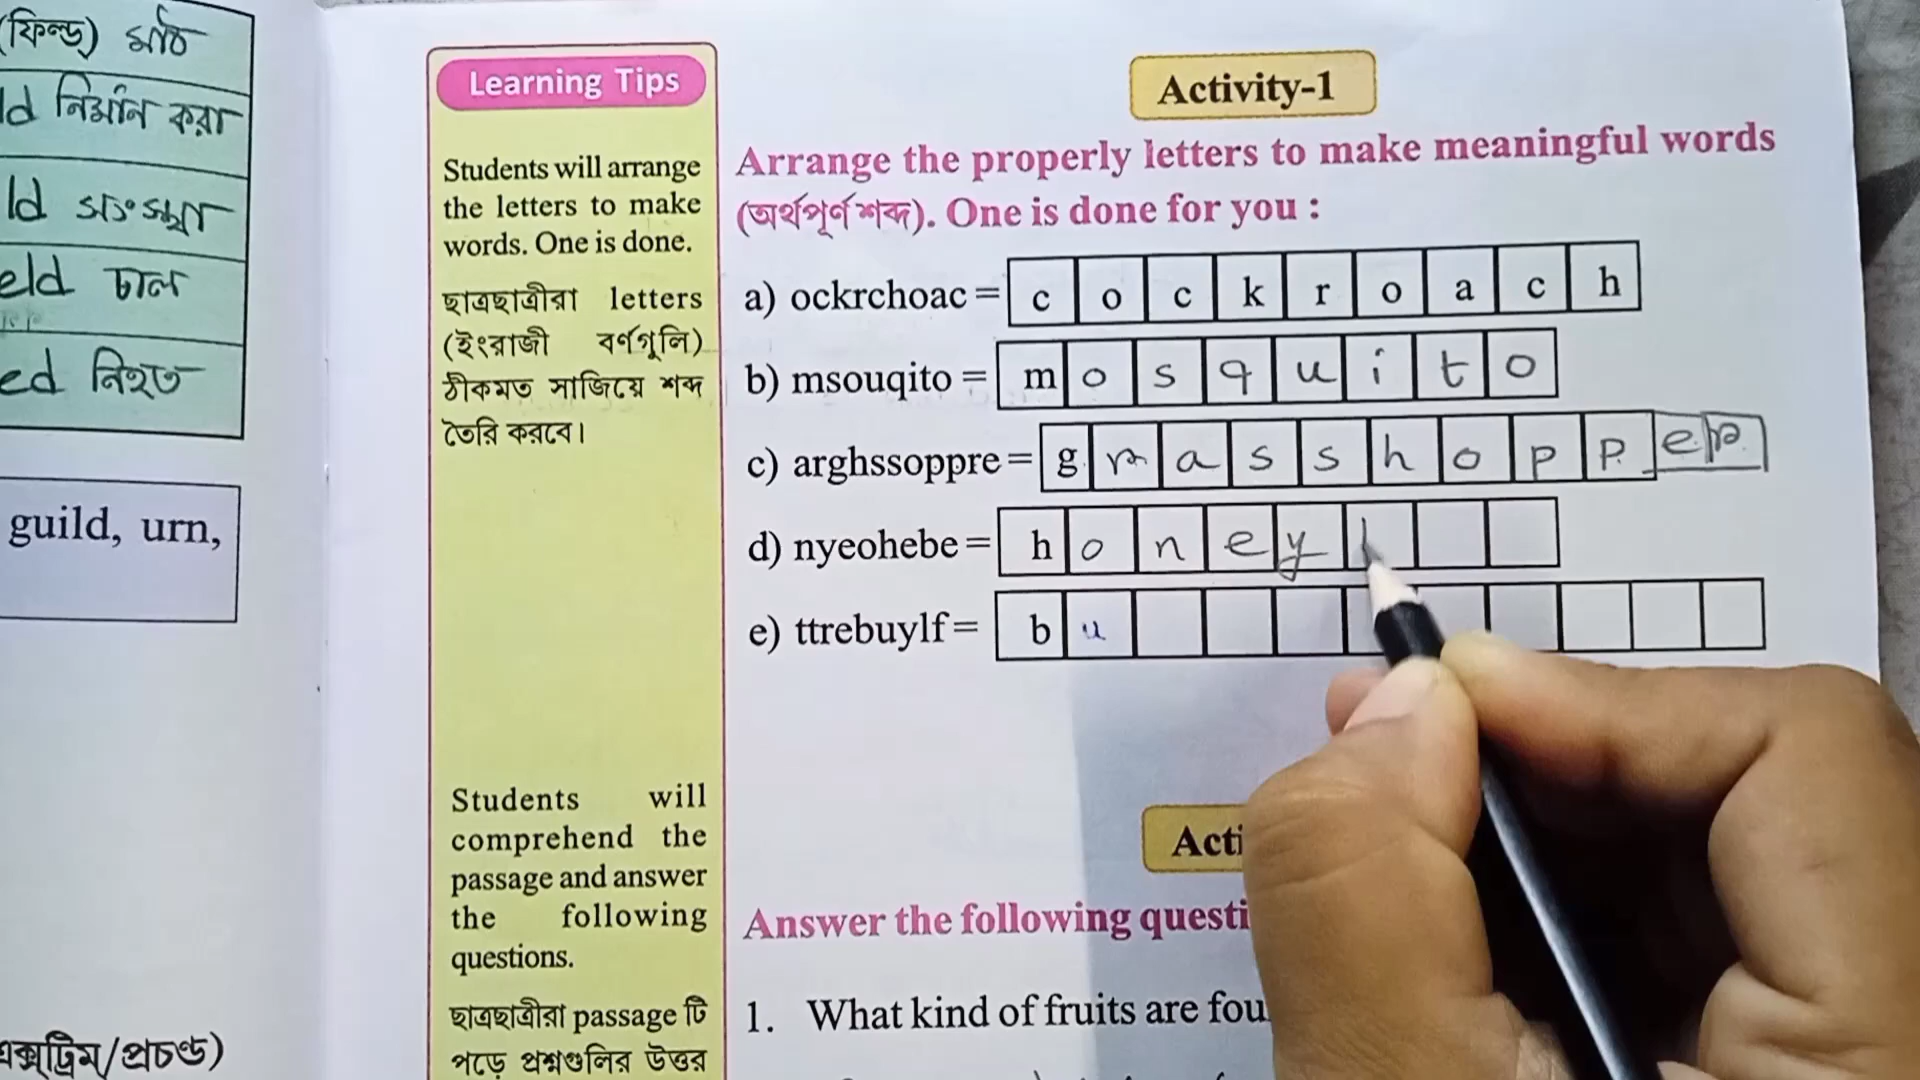 (ফিল্ড) মাঠ
ld নির্মান করা
ld সংস্থা
eld ঢাল
ed নিহত
guild, urn,
এক্সট্রিম/প্রচণ্ড)
Learning Tips
Students will arrange
the letters to make
words. One is done.
ছাত্রছাত্রীরা letters
(ইংরাজী বর্ণগুলি)
ঠীকমত সাজিয়ে শব্দ
তৈরি করবে।
Students will
comprehend the
passage and answer
the following
questions.
ছাত্রছাত্রীরা passage টি
পড়ে প্রশ্নগুলির উত্তর
Activity-1
Arrange the properly letters to make meaningful words
(অর্থপূর্ণ শব্দ). One is done for you :
a) ockrchoac = c o c k r o a c h
b) msouqito = m o s q u i t o
c) arghssoppre = g r a s s h o p p e r
d) nyeohebe = h o n e y
e) ttrebuylf = b u
Acti
Answer the following questi
1. What kind of fruits are fou